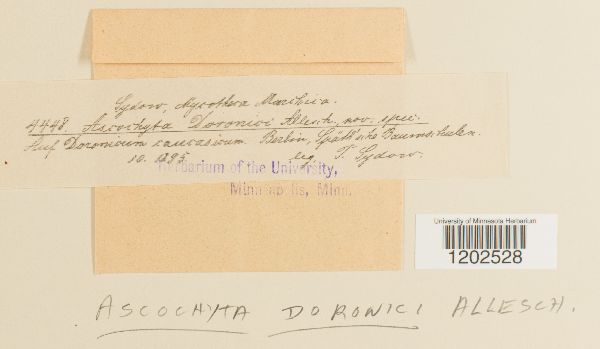 Sydow, Mycotheca Marchica.
4448. Ascochyta Doronici Allesch. nov. spec.
Auf Doronicum caucasicum. Berlin, Späth'sche Baumschulen.
10. 1895. leg. P. Sydow.
Herbarium of the University,
Minneapolis, Minn.
University of Minnesota Herbarium
1202528
ASCOCHYTA DORONICI ALLESCH.